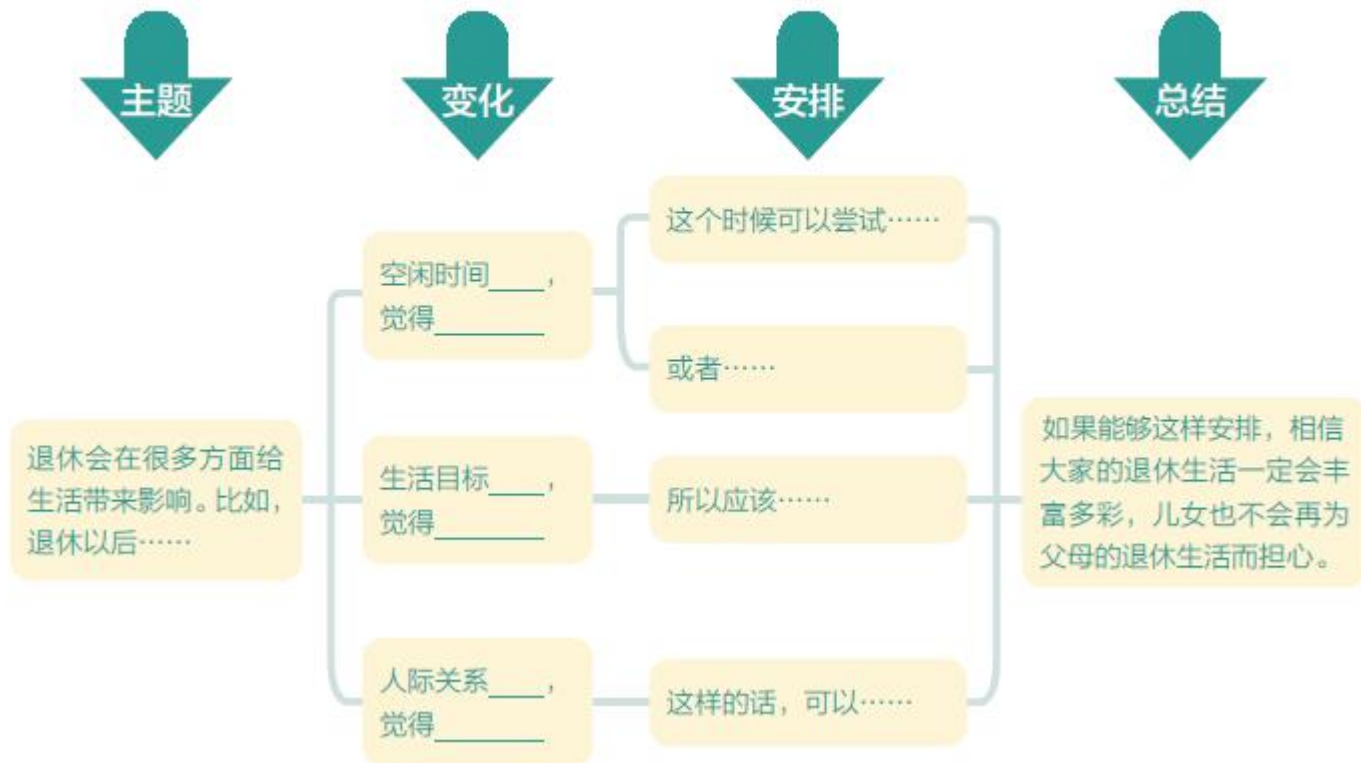 主题
变化
安排
总结
退休会在很多方面给
生活带来影响。比如，
退休以后……
空闲时间____，
觉得________
生活目标____，
觉得________
人际关系____，
觉得________
这个时候可以尝试……
或者……
所以应该……
这样的话，可以……
如果能够这样安排，相信
大家的退休生活一定会丰
富多彩，儿女也不会再为
父母的退休生活而担心。